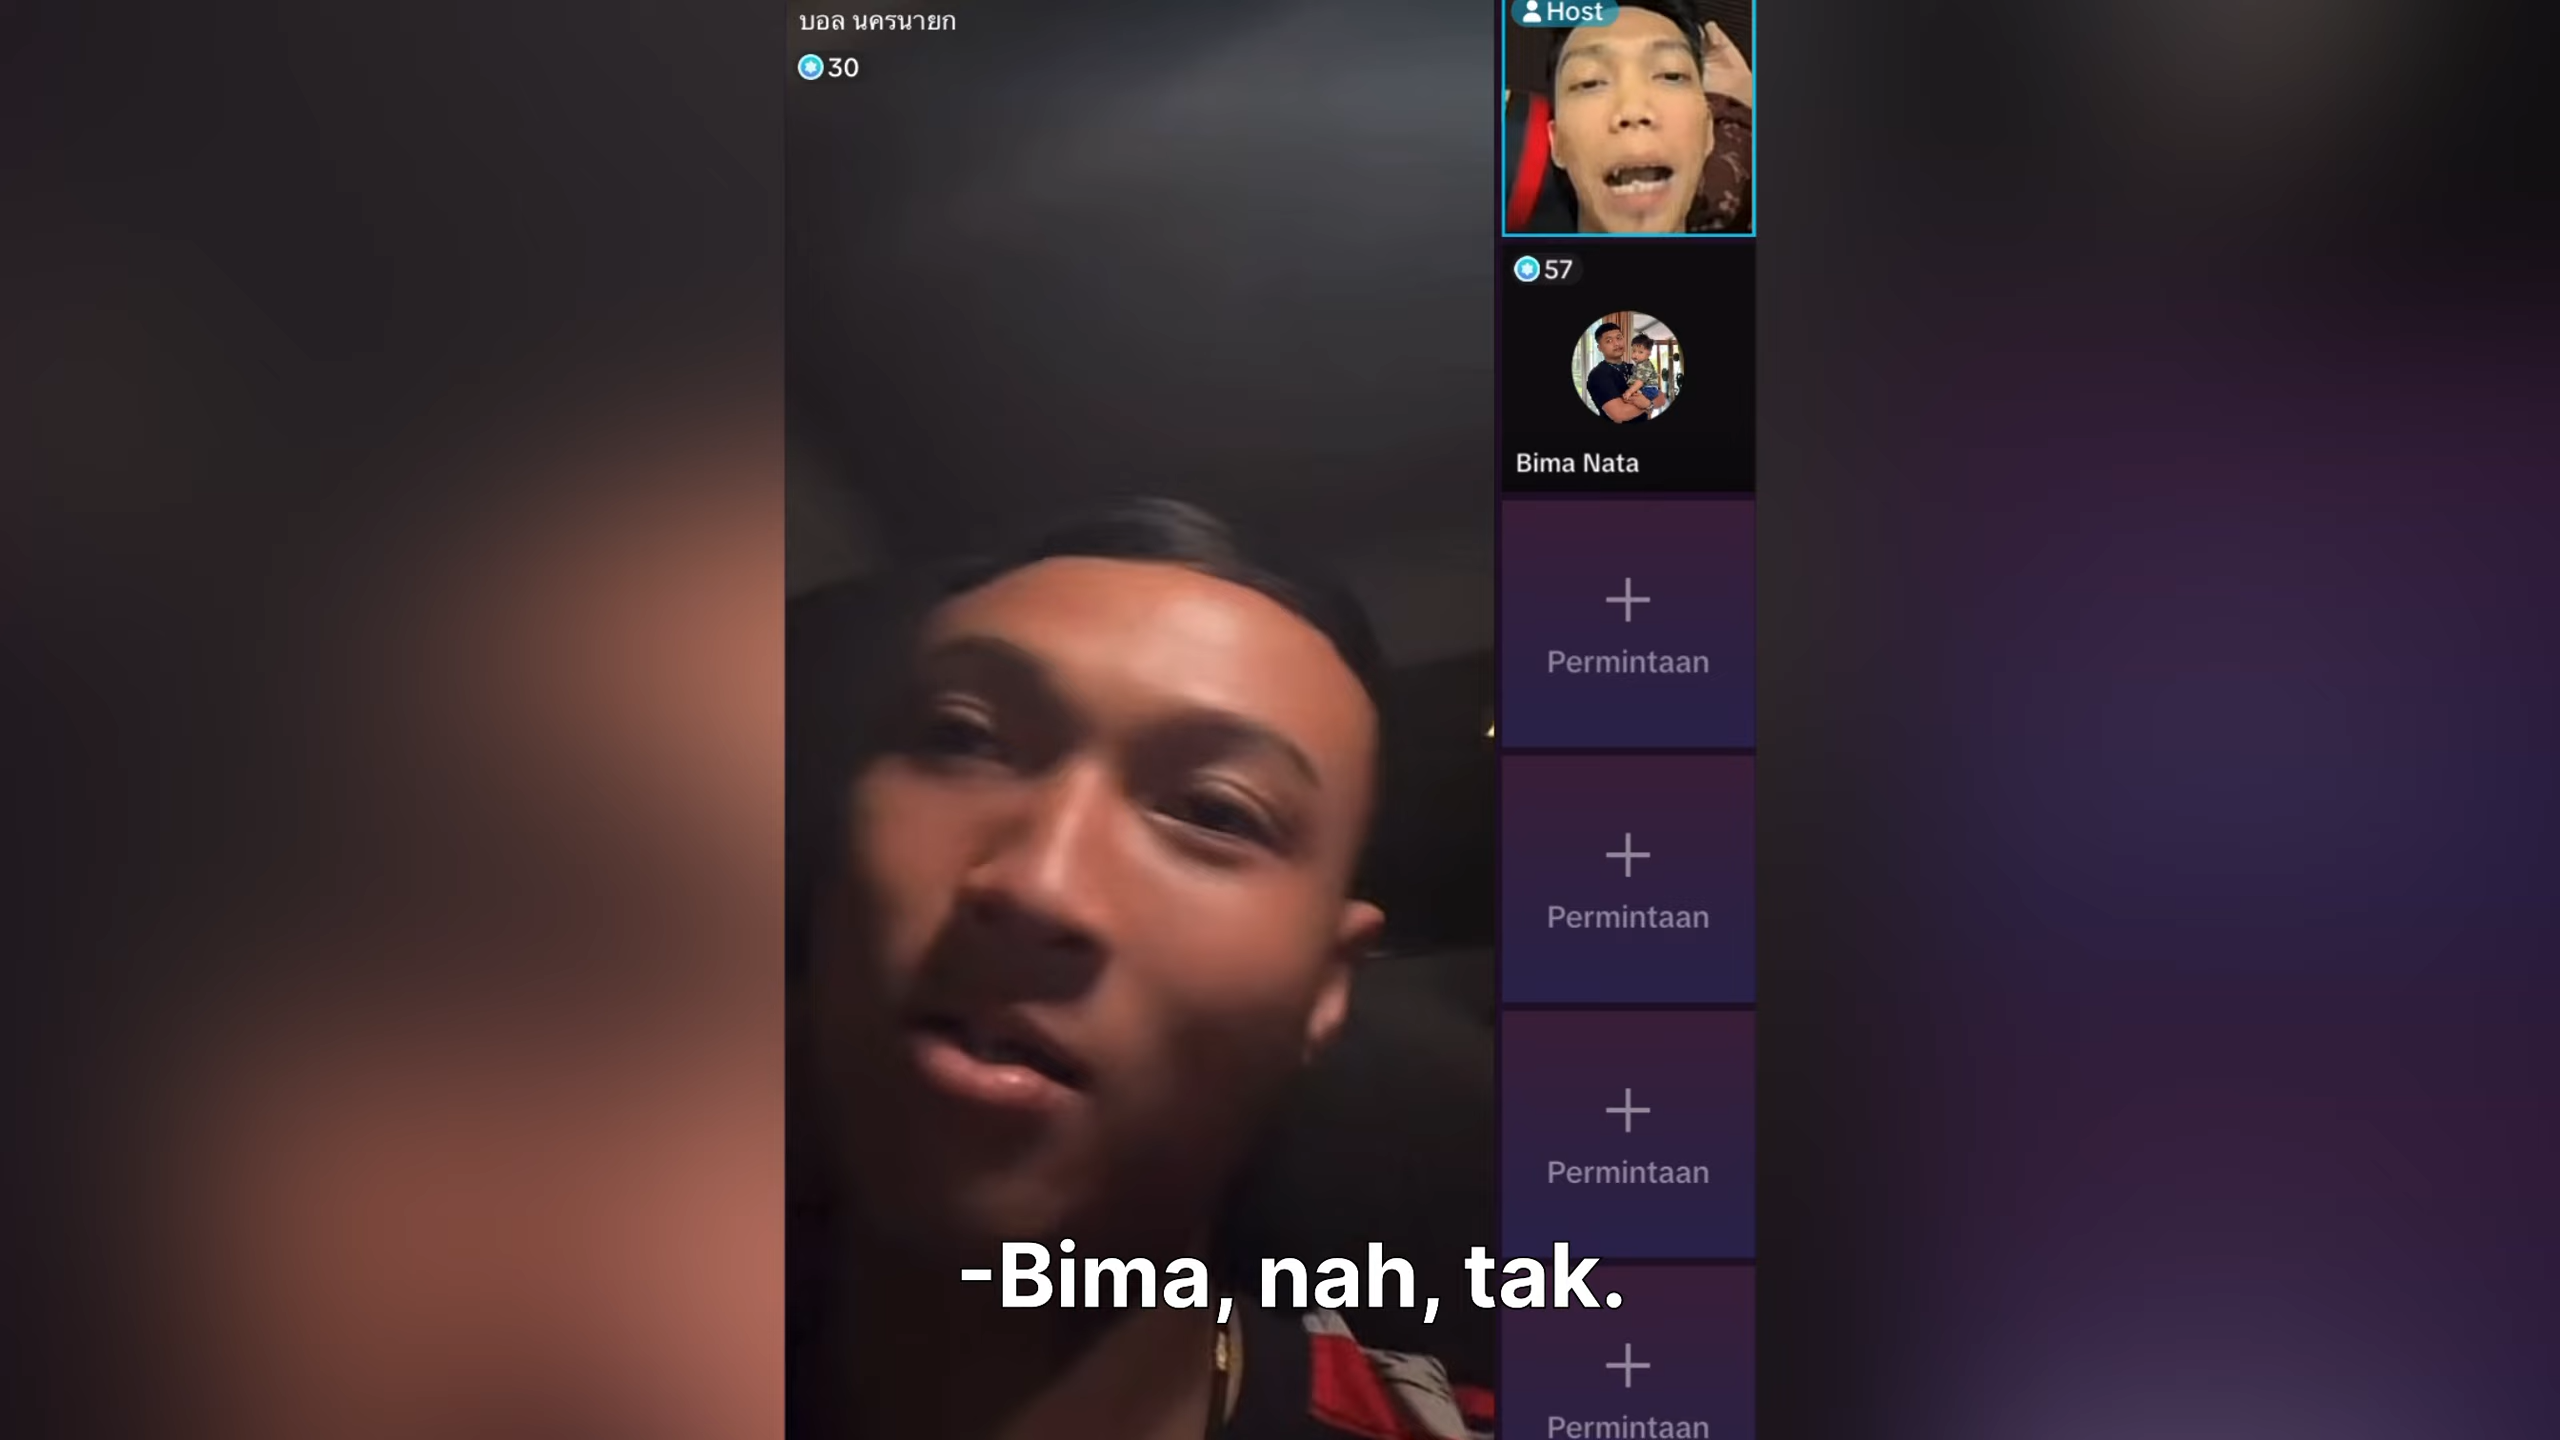 บอล นครนายก
30
Host
57
Bima Nata
Permintaan
Permintaan
Permintaan
Permintaan
-Bima, nah, tak.